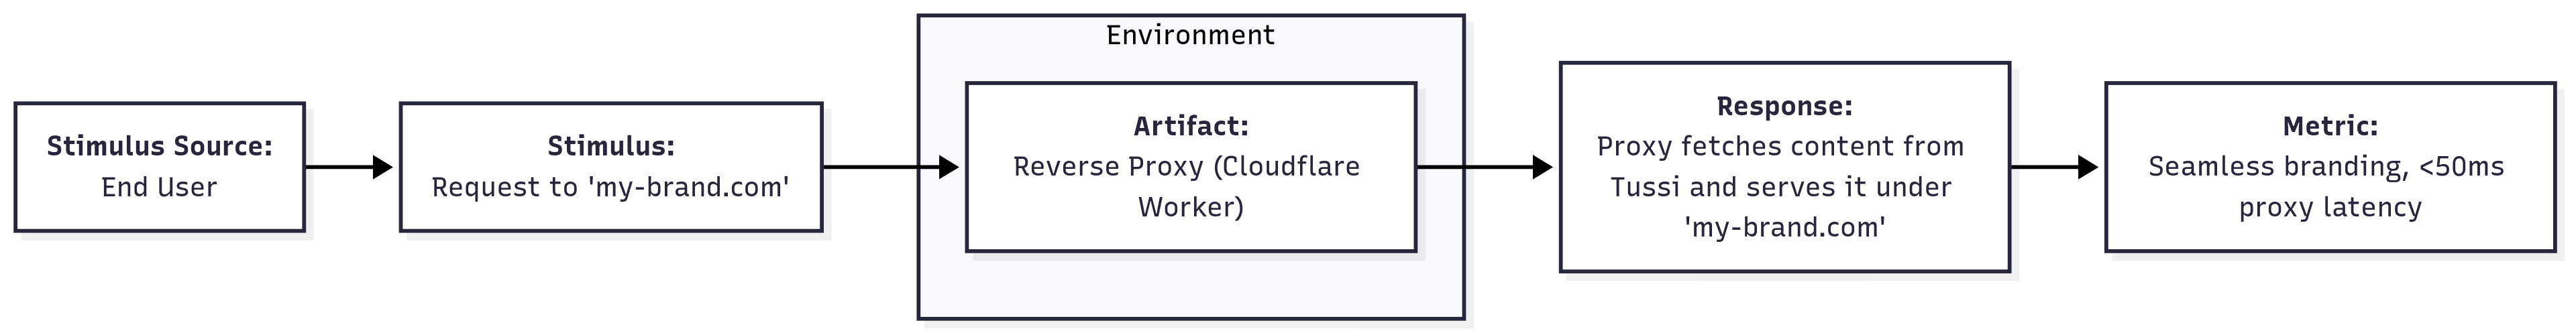 Stimulus Source:
End User
Stimulus:
Request to 'my-brand.com'
Environment
Artifact:
Reverse Proxy (Cloudflare
Worker)
Response:
Proxy fetches content from
Tussi and serves it under
'my-brand.com'
Metric:
Seamless branding, <50ms
proxy latency